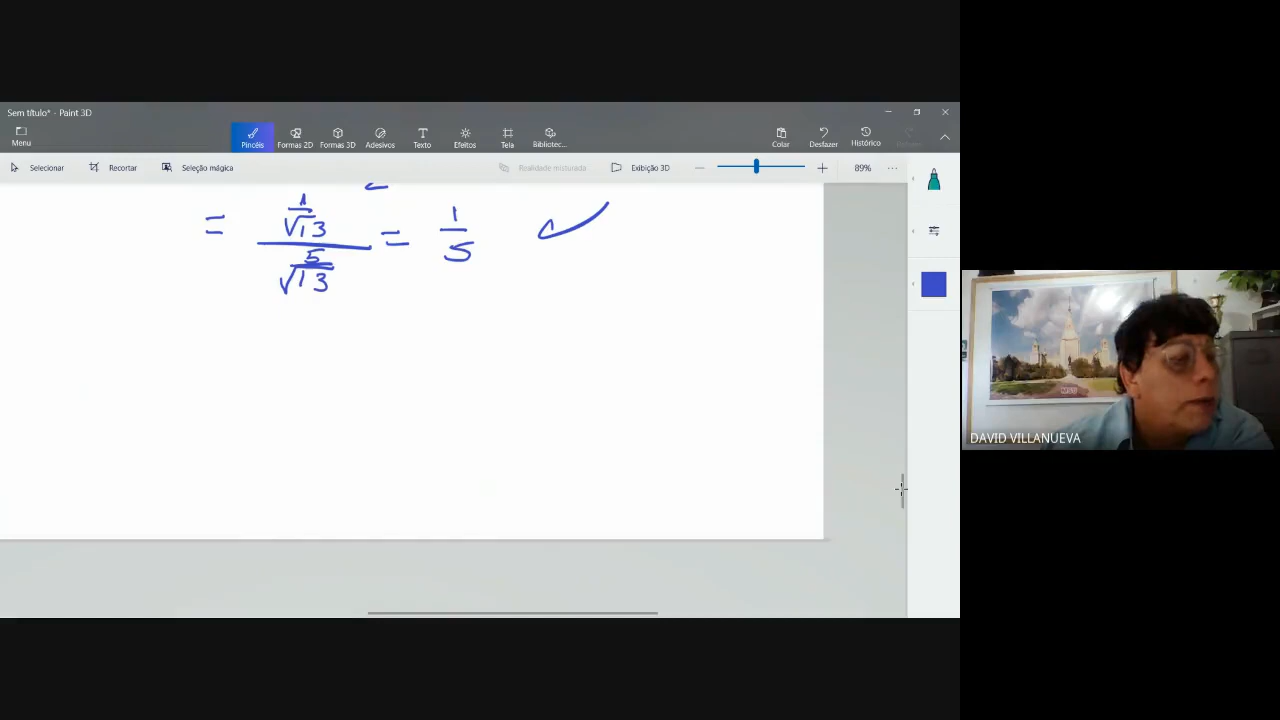 Sem título* - Paint 3D
Menu
Pincéis Formas 2D Formas 3D Adesivos Texto Efeitos Tela Bibliotec... Colar Desfazer Histórico
Selecionar Recortar Seleção mágica Realidade misturada Exibição 3D 89% ...
= (1/√13)/(5/√13) = 1/5
DAVID VILLANUEVA